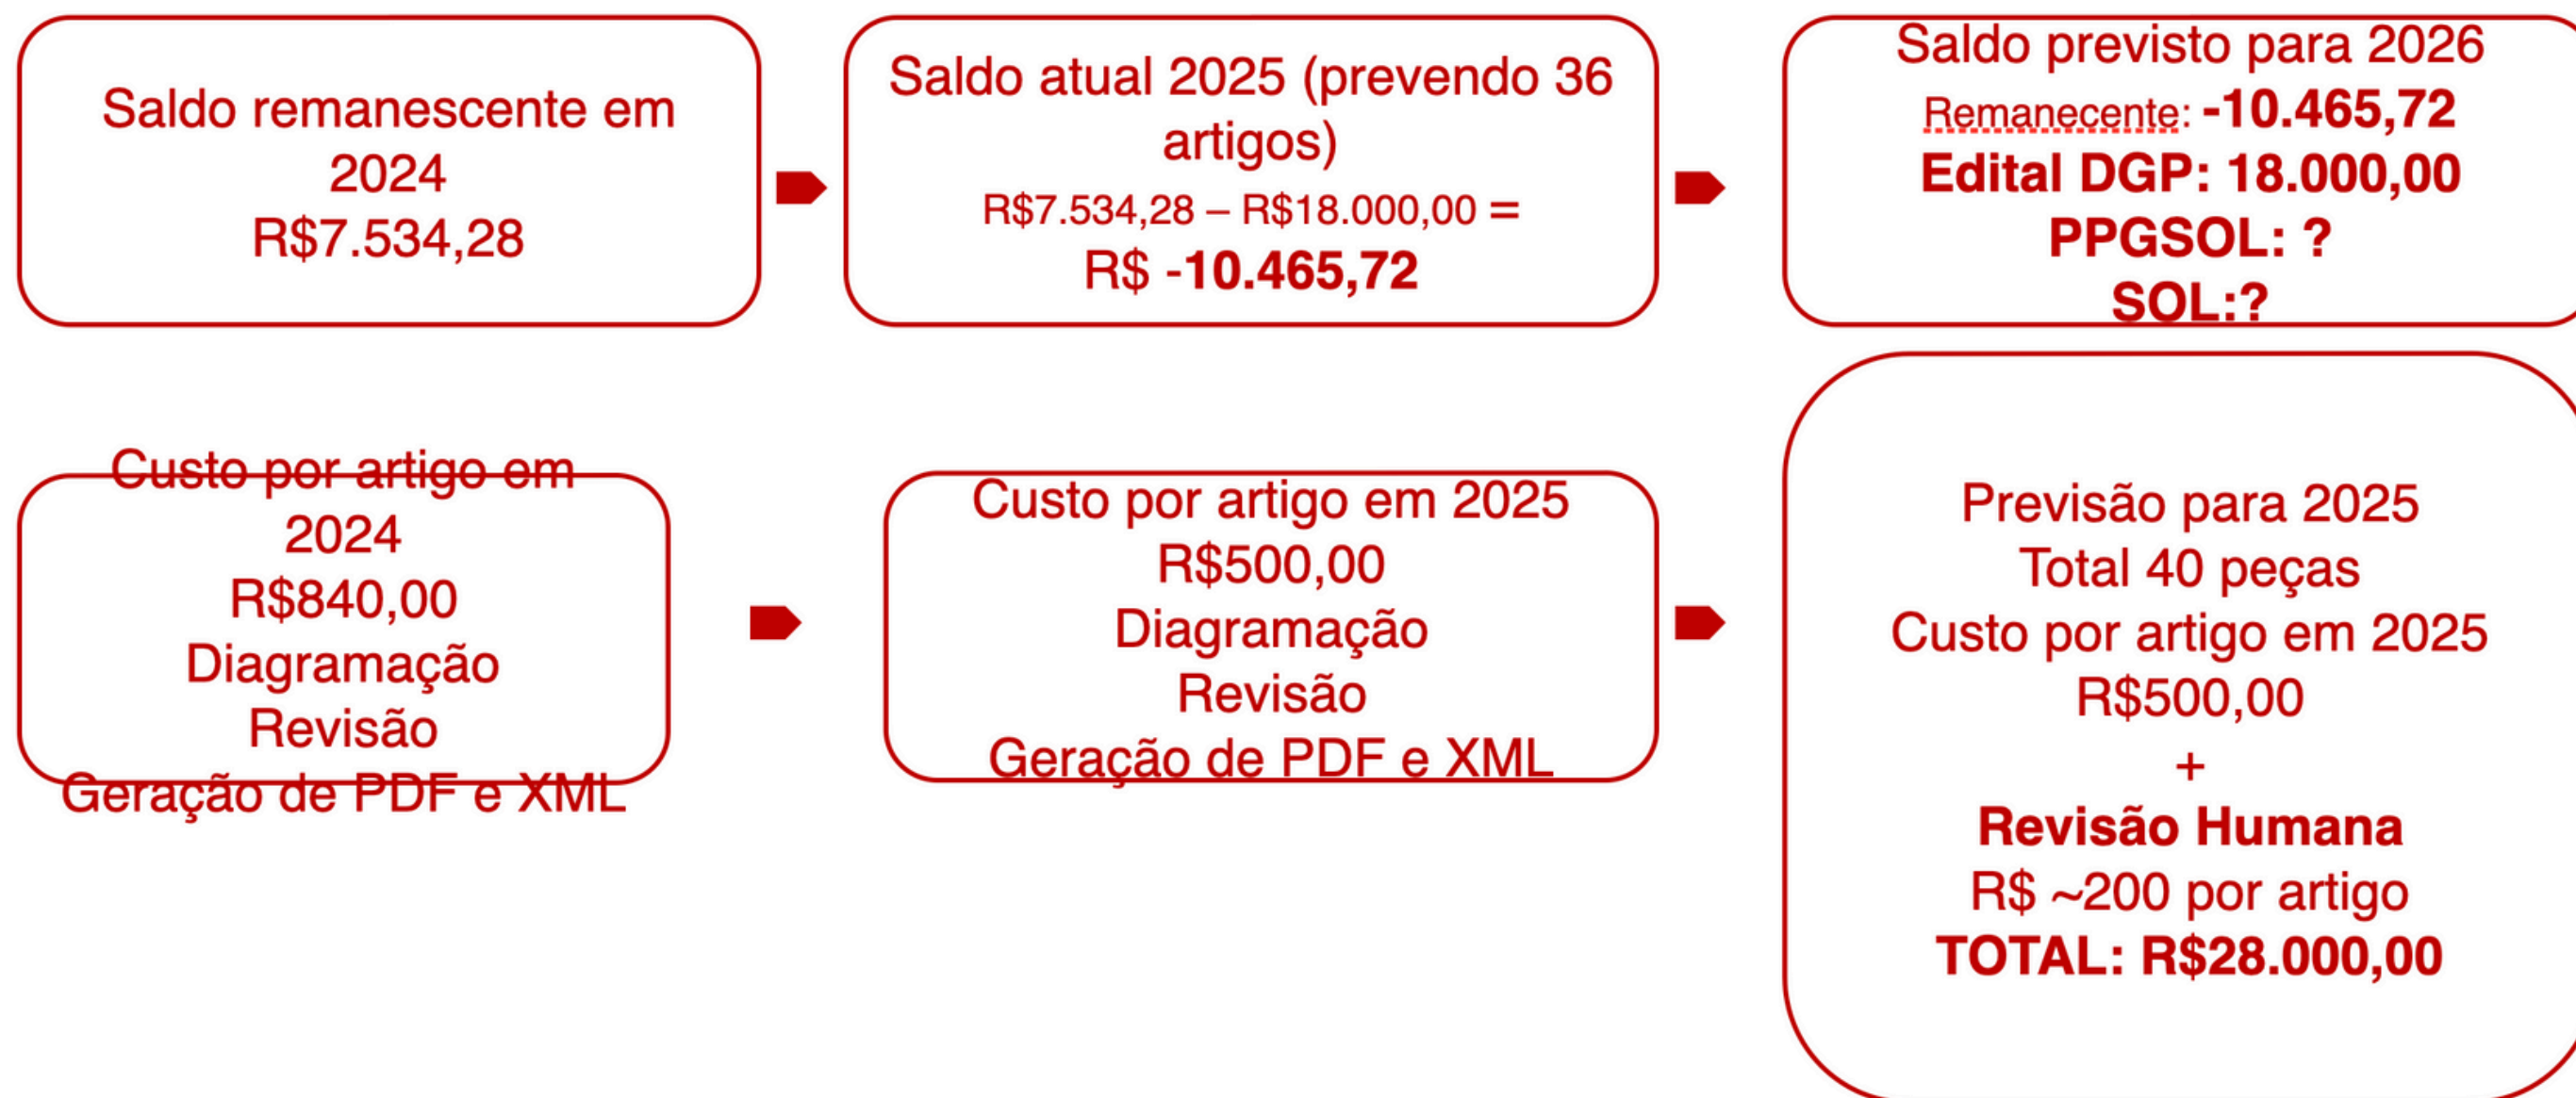 Saldo remanescente em
2024
R$7.534,28
Saldo atual 2025 (prevendo 36
artigos)
R$7.534,28 – R$18.000,00 =
R$ -10.465,72
Saldo previsto para 2026
Remanecente: -10.465,72
Edital DGP: 18.000,00
PPGSOL: ?
SOL:?
Custo por artigo em
2024
R$840,00
Diagramação
Revisão
Geração de PDF e XML
Custo por artigo em 2025
R$500,00
Diagramação
Revisão
Geração de PDF e XML
Previsão para 2025
Total 40 peças
Custo por artigo em 2025
R$500,00
+
Revisão Humana
R$ ~200 por artigo
TOTAL: R$28.000,00